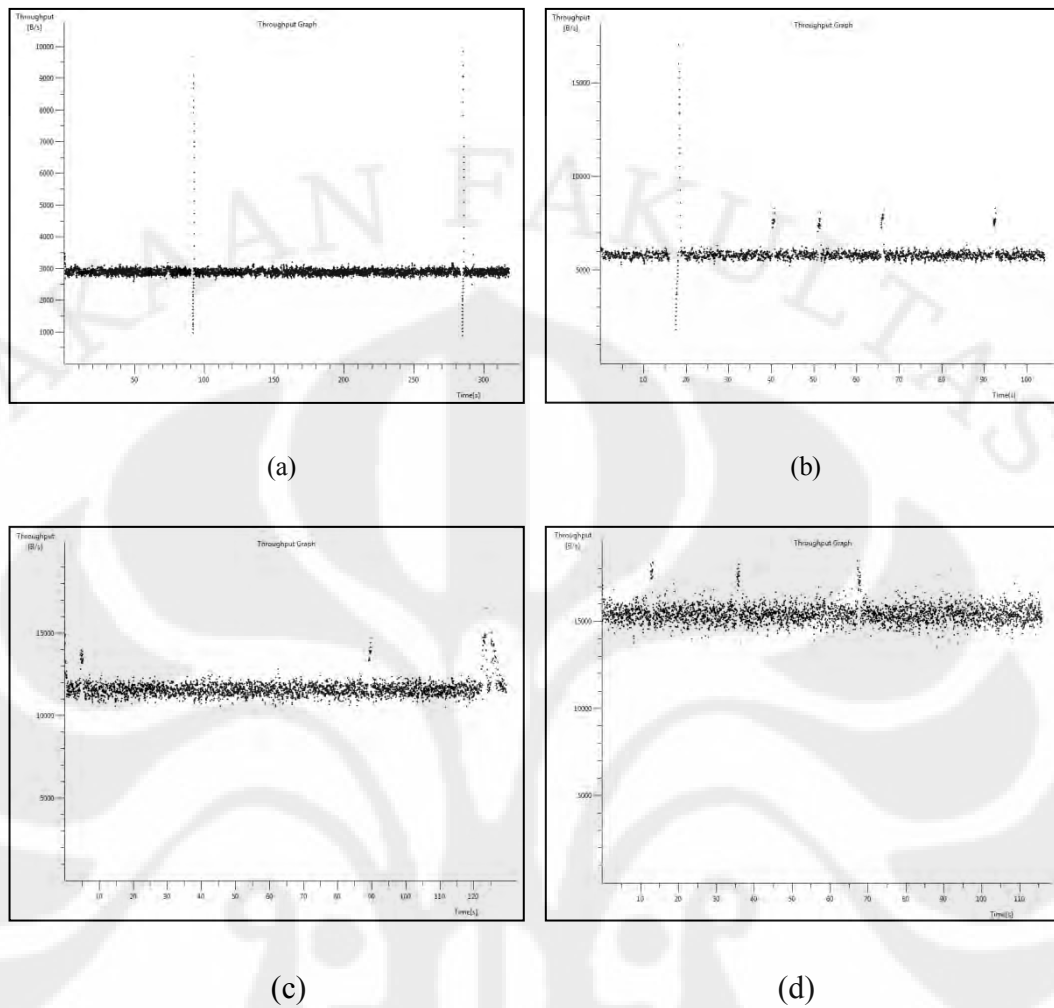 Throughput
[B/s]
Throughput Graph
10000
9000
8000
7000
6000
5000
4000
3000
2000
1000
50 100 150 200 250 300
Time[s]
(a)
Throughput
[B/s]
Throughput Graph
15000
10000
5000
10 20 30 40 50 60 70 80 90 100
Time[s]
(b)
AKAAN FAKULTAS
Throughput
[B/s]
Throughput Graph
15000
10000
5000
10 20 30 40 50 60 70 80 90 100 110 120
Time[s]
(c)
Throughput
[B/s]
Throughput Graph
15000
10000
5000
10 20 30 40 50 60 70 80 90 100 110
Time[s]
(d)